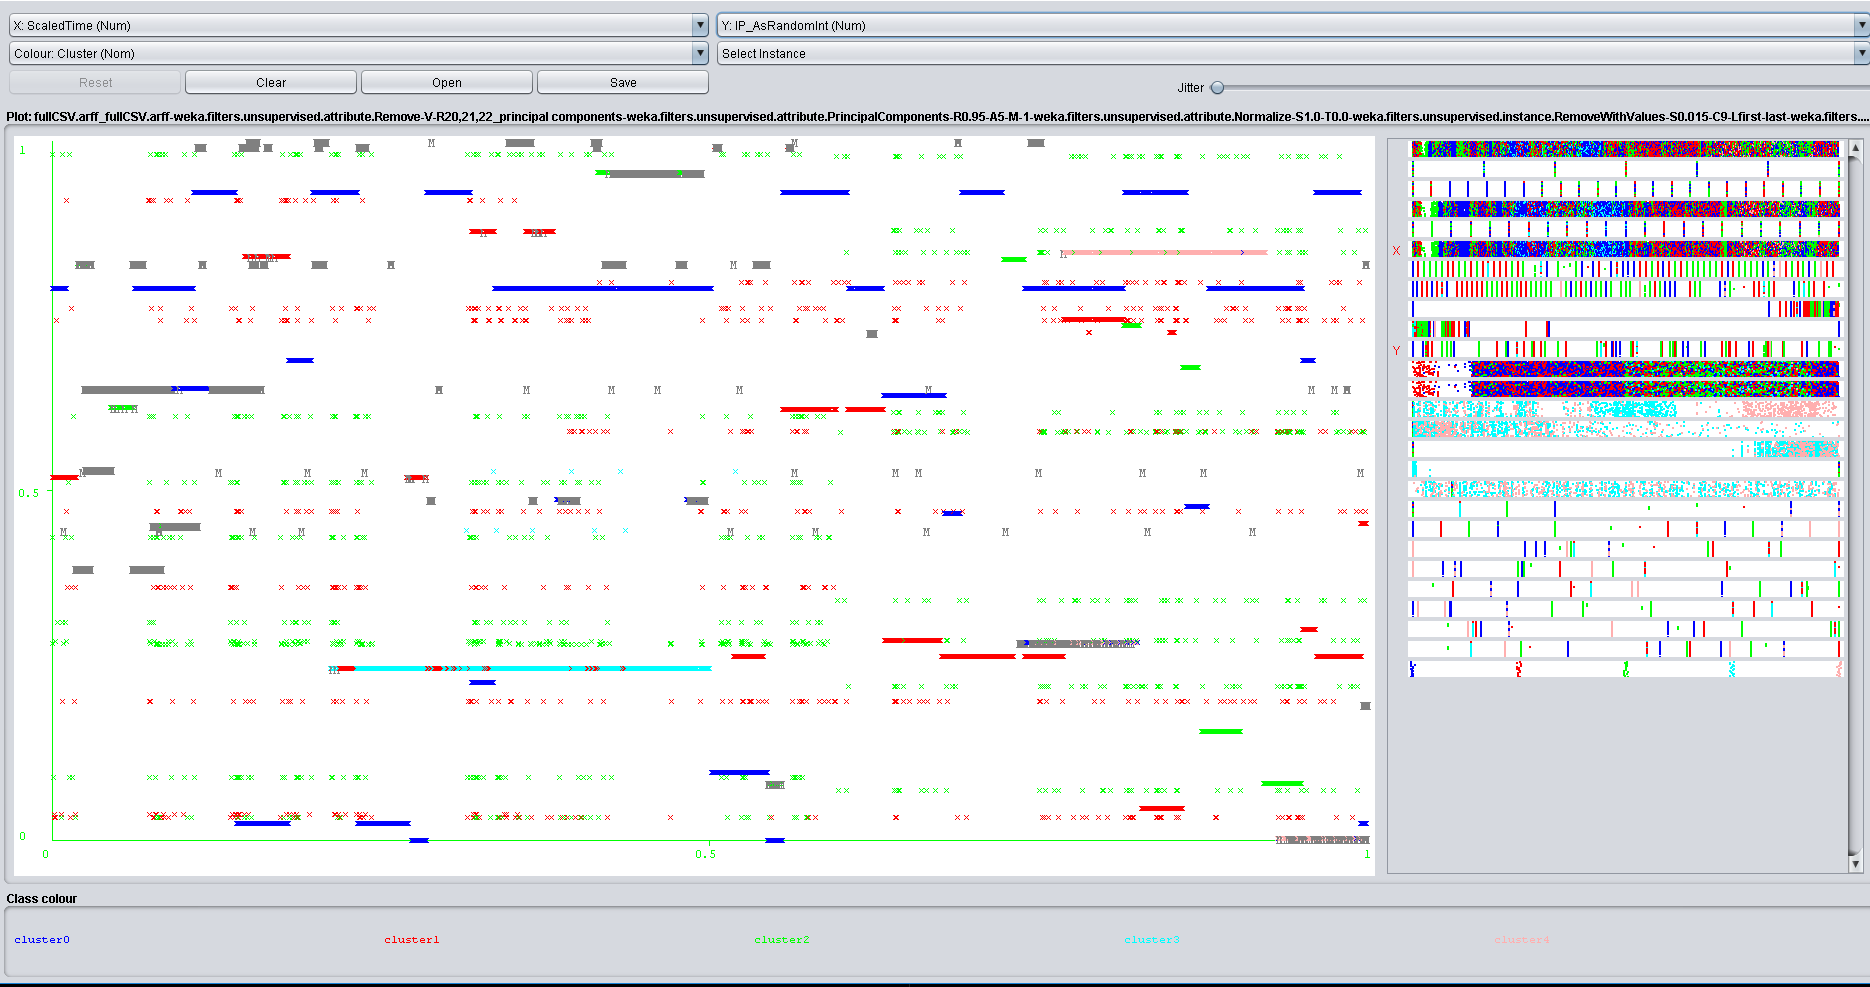 X: ScaledTime (Num)
Y: IP_AsRandomInt (Num)
Colour: Cluster (Nom)
Select Instance
Reset
Clear
Open
Save
Jitter
Plot: fullCSV.arff_fullCSV.arff-weka.filters.unsupervised.attribute.Remove-V-R20,21,22_principal components-weka.filters.unsupervised.attribute.PrincipalComponents-R0.95-A5-M-1-weka.filters.unsupervised.attribute.Normalize-S1.0-T0.0-weka.filters.unsupervised.instance.RemoveWithValues-S0.015-C9-Lfirst-last-weka.filters....
1
0.5
0
0
0.5
1
X
Y
Class colour
cluster0
cluster1
cluster2
cluster3
cluster4